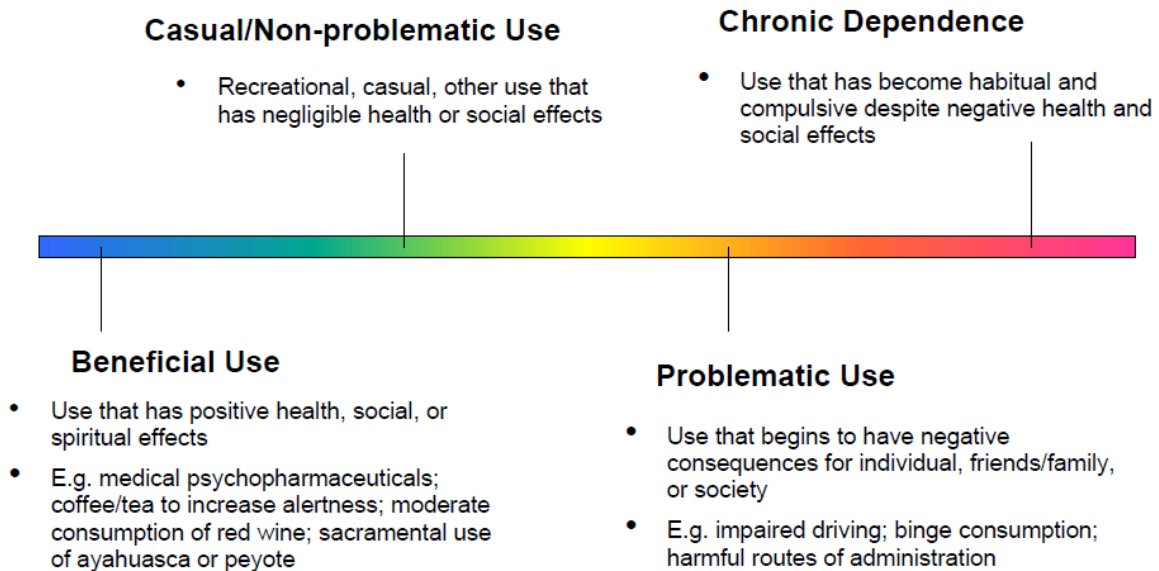 Casual/Non-problematic Use
• Recreational, casual, other use that
has negligible health or social effects
Chronic Dependence
• Use that has become habitual and
compulsive despite negative health and
social effects
Beneficial Use
• Use that has positive health, social, or
spiritual effects
• E.g. medical psychopharmaceuticals;
coffee/tea to increase alertness; moderate
consumption of red wine; sacramental use
of ayahuasca or peyote
Problematic Use
• Use that begins to have negative
consequences for individual, friends/family,
or society
• E.g. impaired driving; binge consumption;
harmful routes of administration